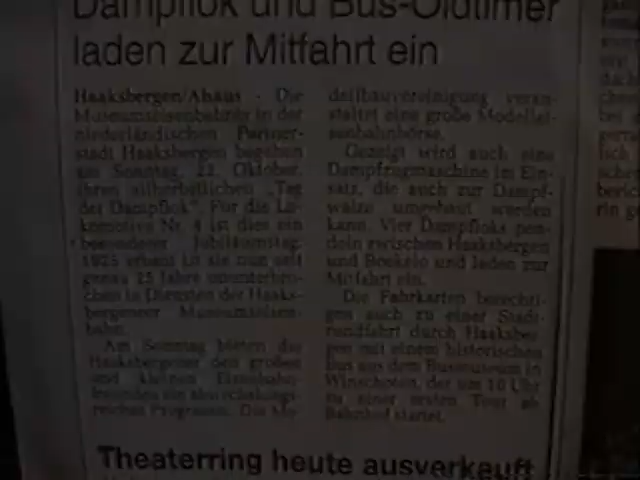 Dampflok und Bus-Oldtimer
laden zur Mitfahrt ein
Haaksbergen/Ahaus - Die
Museumseisenbahner in der
niederländischen Partner-
stadt Haaksbergen begehen
am Sonntag, 22. Oktober,
ihren silberbelichen "Tag
der Dampflok". Für die Lo-
komotive Nr. 4 ist dies ein
besonderer Jubiläumstag.
1925 erbaut ist sie nun seit
genau 25 Jahre ununterbro-
chen in Diensten der Haaks-
bergener Museumseisen-
bahn.
Am Sonntag bieten die
Haaksbergener den großen
und kleinen Eisenbahn-
freunden ein abwechslungs-
reiches Programm. Die Mo-
dellbauvereinigung veran-
staltet eine große Modellei-
senbahnbörse.
Gezeigt wird auch eine
Dampfzugmaschine im Ein-
satz, die auch zur Dampf-
walze umgebaut werden
kann. Vier Dampfloks pen-
deln zwischen Haaksbergen
und Boekelo und laden zur
Mitfahrt ein.
Die Fahrkarten berechti-
gen auch zu einer Stadt-
rundfahrt durch Haaksber-
gen mit einem historischen
Bus aus dem Busmuseum in
Winschoten, der um 10 Uhr
zu einer ersten Tour ab
Bahnhof startet.
Theaterring heute ausverkauft